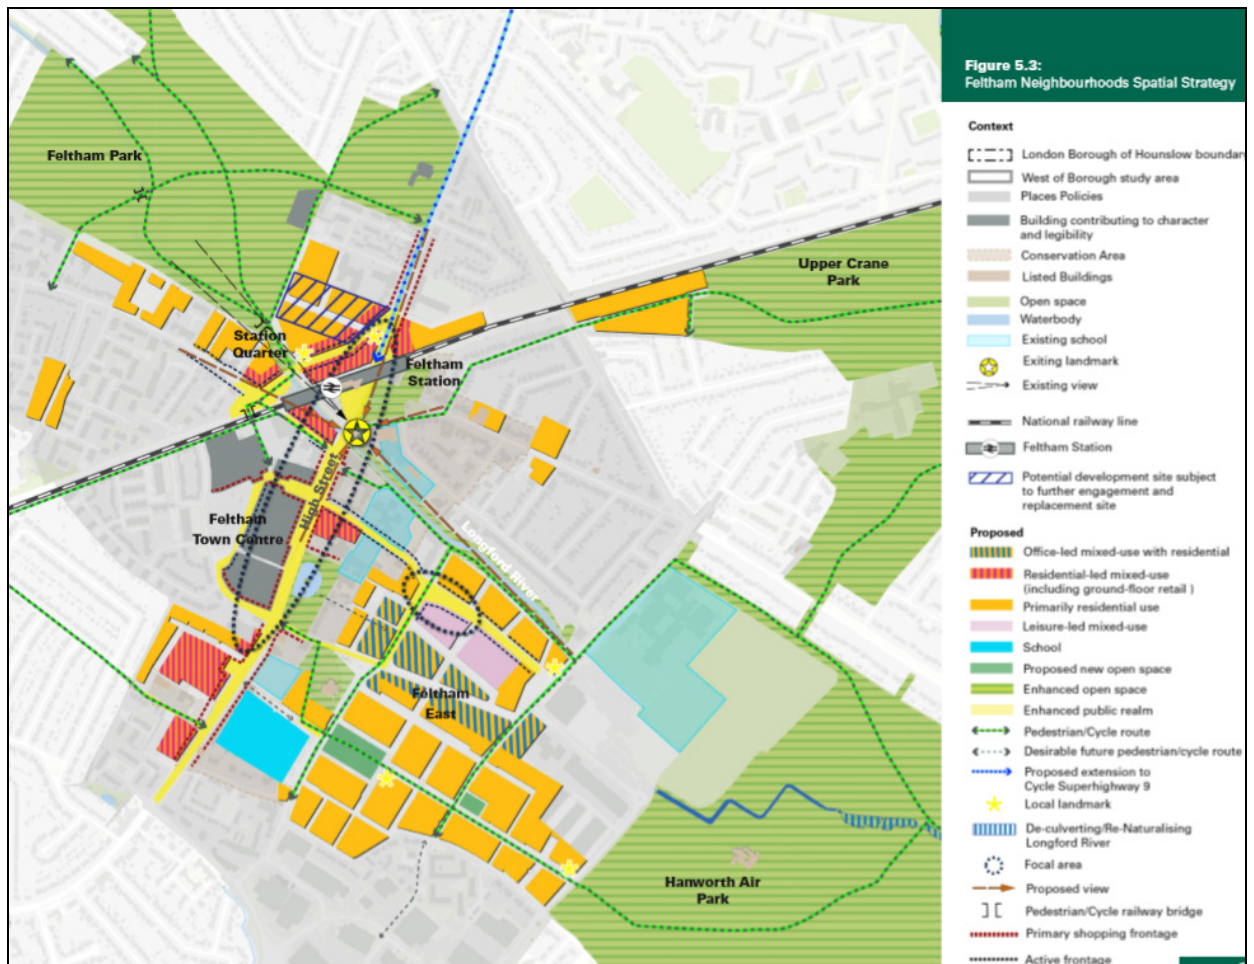 Figure 5.3:
Feltham Neighbourhoods Spatial Strategy
Context
London Borough of Hounslow boundar
West of Borough study area
Places Policies
Building contributing to character
and legibility
Conservation Area
Listed Buildings
Open space
Waterbody
Existing school
Exiting landmark
Existing view
National railway line
Feltham Station
Potential development site subject
to further engagement and
replacement site
Proposed
Office-led mixed-use with residential
Residential-led mixed-use
(including ground-floor retail )
Primarily residential use
Leisure-led mixed-use
School
Proposed new open space
Enhanced open space
Enhanced public realm
Pedestrian/Cycle route
Desirable future pedestrian/cycle route
Proposed extension to
Cycle Superhighway 9
Local landmark
De-culverting/Re-Naturalising
Longford River
Focal area
Proposed view
Pedestrian/Cycle railway bridge
Primary shopping frontage
Active frontage
Feltham Park
Upper Crane
Park
Station
Quarter
Feltham
Station
High Street
Feltham
Town Centre
Longford River
Feltham
East
Hanworth Air
Park